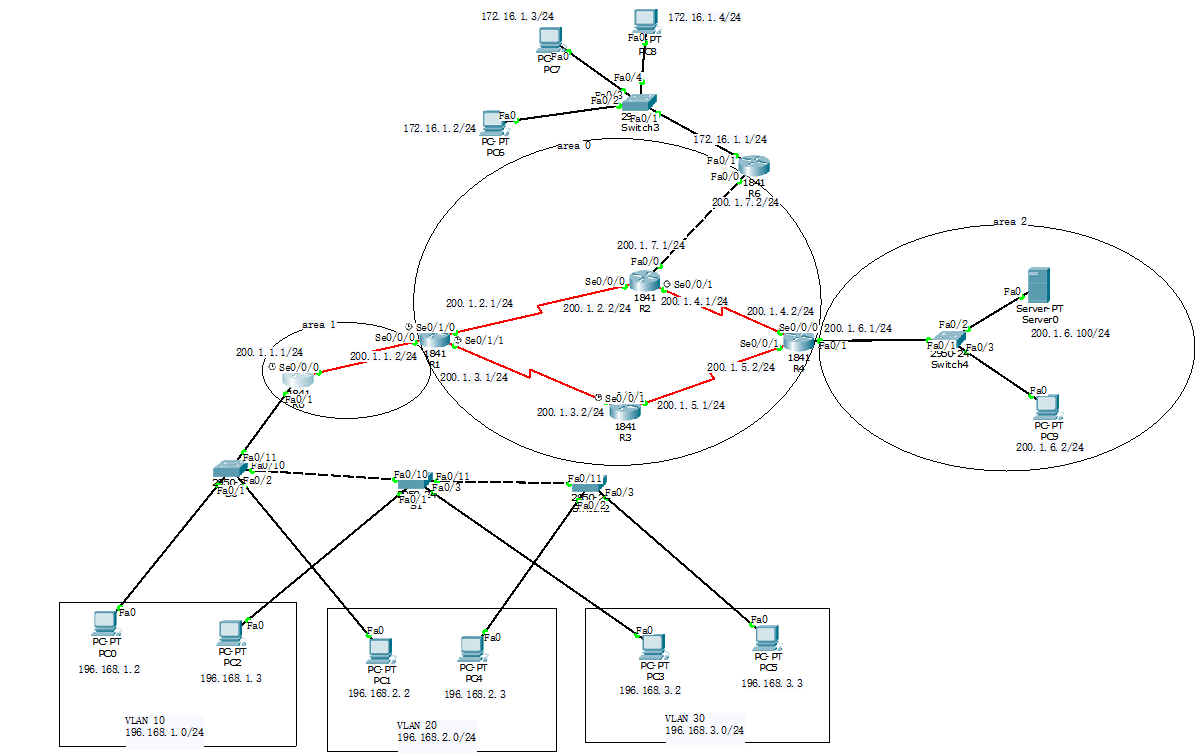 172.16.1.3/24
172.16.1.4/24
Fa0
PT
PC8
Fa0
PC7
Fa0/4
Fa0/3
Fa0/2
Fa0/1
Switch3
Fa0
172.16.1.2/24
PC-PT
PC6
172.16.1.1/24
area 0
Fa0/1
Fa0/0
1841
R6
200.1.7.2/24
area 2
200.1.7.1/24
Fa0/0
Se0/0/0
Se0/0/1
1841
R2
200.1.4.1/24
200.1.2.1/24
200.1.2.2/24
200.1.4.2/24
Fa0
Server-PT
Server0
200.1.6.100/24
area 1
Se0/1/0
Se0/0/0
Se0/1/1
1841
R1
200.1.1.1/24
200.1.1.2/24
Se0/0/0
Fa0/1
200.1.3.1/24
Se0/0/0
Se0/0/1
1841
R4
200.1.6.1/24
Fa0/1
Fa0/2
Fa0/1
Fa0/3
2950-24
Switch4
200.1.5.2/24
Se0/0/1
200.1.3.2/24
200.1.5.1/24
1841
R3
Fa0
PC-PT
PC9
200.1.6.2/24
Fa0/11
Fa0/10
Fa0/1
Fa0/2
Fa0/10
Fa0/11
Fa0/3
Fa0/1
S1
Fa0/11
Fa0/3
Fa0/2
Fa0
PC-PT
PC0
196.168.1.2
Fa0
PC-PT
PC2
196.168.1.3
Fa0
PC-PT
PC1
196.168.2.2
Fa0
PC-PT
PC4
196.168.2.3
Fa0
PC-PT
PC3
196.168.3.2
Fa0
PC-PT
PC5
196.168.3.3
VLAN 10
196.168.1.0/24
VLAN 20
196.168.2.0/24
VLAN 30
196.168.3.0/24